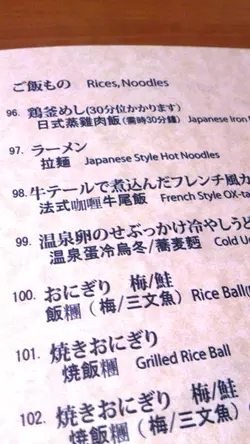 ご飯もの Rices, Noodles
96. 鶏釜めし(30分位かかります)
日式蒸雞肉飯(需時30分鐘) Japanese Iron
97. ラーメン
拉麵 Japanese Style Hot Noodles
98. 牛テールで煮込んだフレンチ風カ
法式咖喱牛尾飯 French Style OX-ta
99. 温泉卵のせぶっかけ冷やしうど
温泉蛋冷烏冬/蕎麥麵 Cold U
100. おにぎり 梅/鮭
飯糰（梅/三文魚） Rice Ball(
101. 焼きおにぎり
焼飯糰 Grilled Rice Ball
102. 焼きおにぎり 梅/鮭
焼飯糰（梅/三文魚）